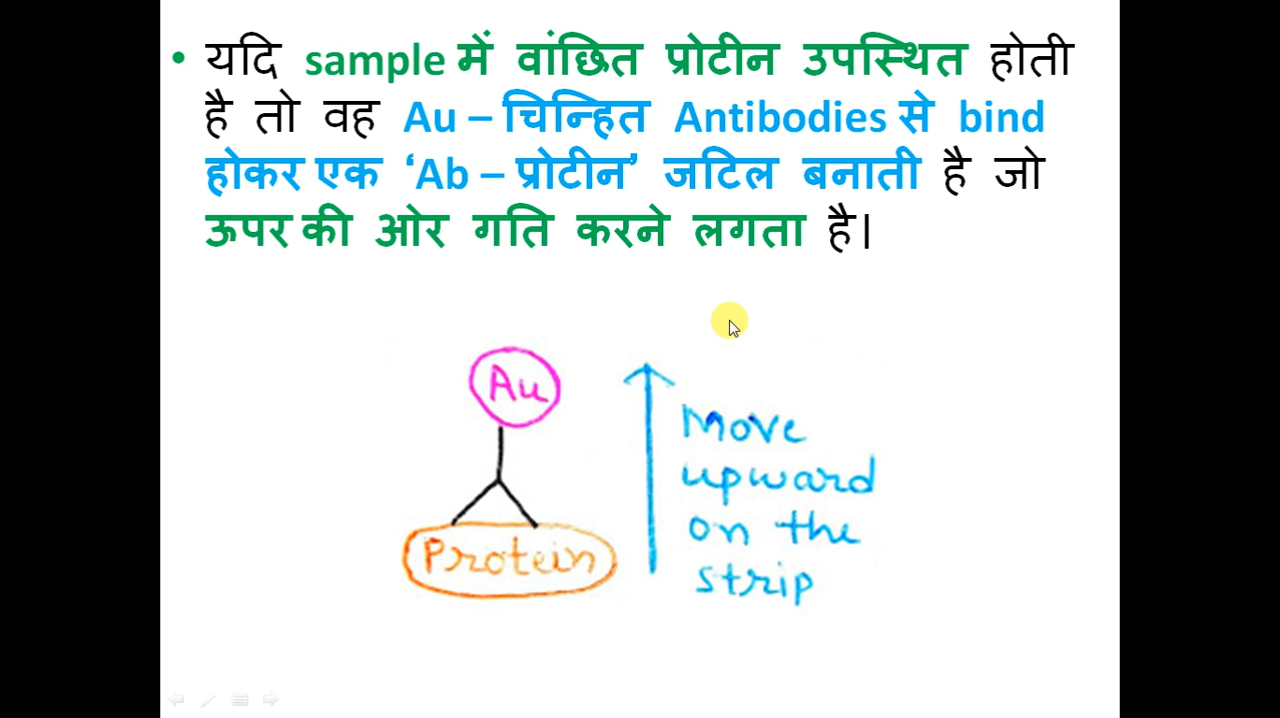 • यदि sample में वांछित प्रोटीन उपस्थित होती
है तो वह Au – चिन्हित Antibodies से bind
होकर एक ‘Ab – प्रोटीन’ जटिल बनाती है जो
ऊपर की ओर गति करने लगता है।
Au
Protein
Move
upward
on the
strip